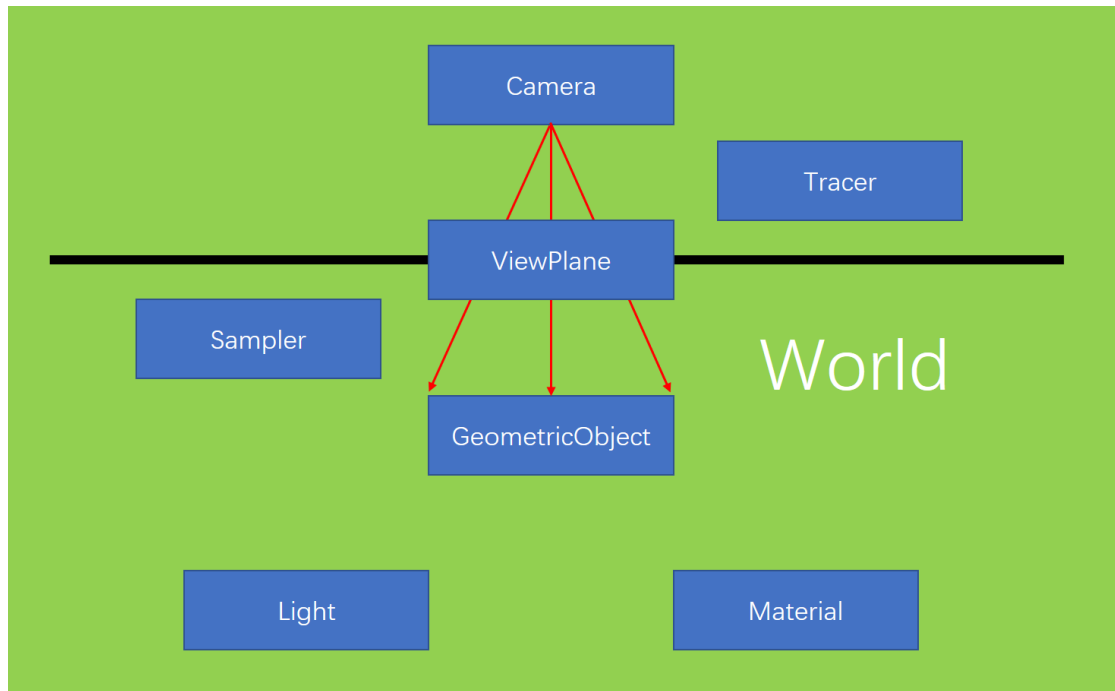 Camera
Tracer
ViewPlane
Sampler
World
GeometricObject
Light
Material